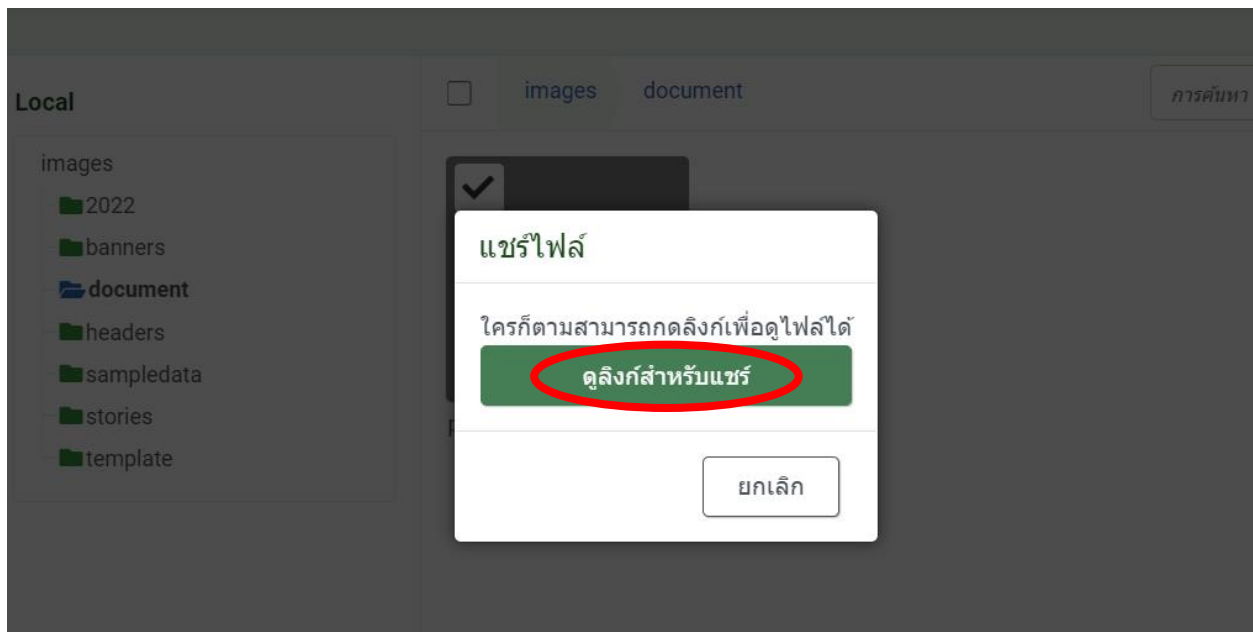 Local
images
2022
banners
document
headers
sampledata
stories
template
images document
การค้นหา
แชร์ไฟล์
ใครก็ตามสามารถกดลิงก์เพื่อดูไฟล์ได้
ดูลิงก์สำหรับแชร์
ยกเลิก